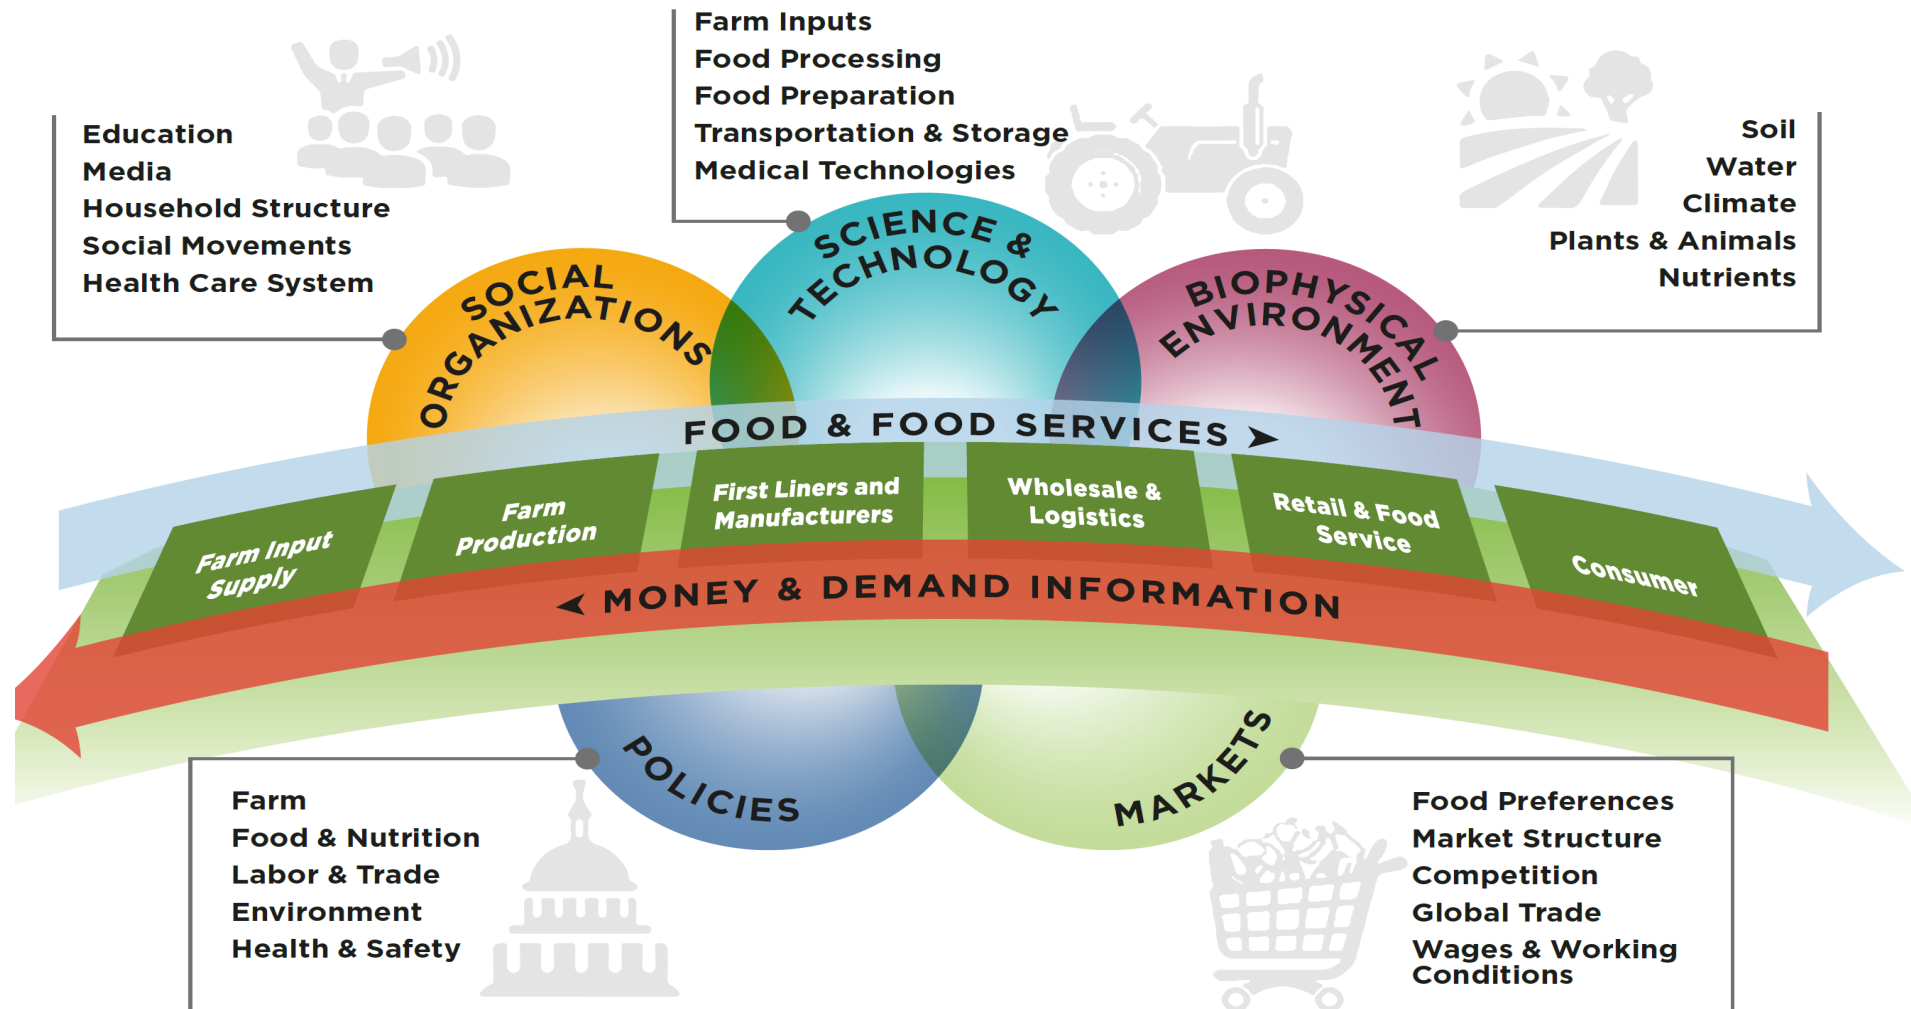 Farm Inputs
Food Processing
Food Preparation
Transportation & Storage
Medical Technologies
Education
Media
Household Structure
Social Movements
Health Care System
Soil
Water
Climate
Plants & Animals
Nutrients
SOCIAL
ORGANIZATIONS
SCIENCE &
TECHNOLOGY
BIOPHYSICAL
ENVIRONMENT
FOOD & FOOD SERVICES
Farm Input
Supply
Farm
Production
First Liners and
Manufacturers
Wholesale &
Logistics
Retail & Food
Service
Consumer
MONEY & DEMAND INFORMATION
POLICIES
MARKETS
Farm
Food & Nutrition
Labor & Trade
Environment
Health & Safety
Food Preferences
Market Structure
Competition
Global Trade
Wages & Working
Conditions